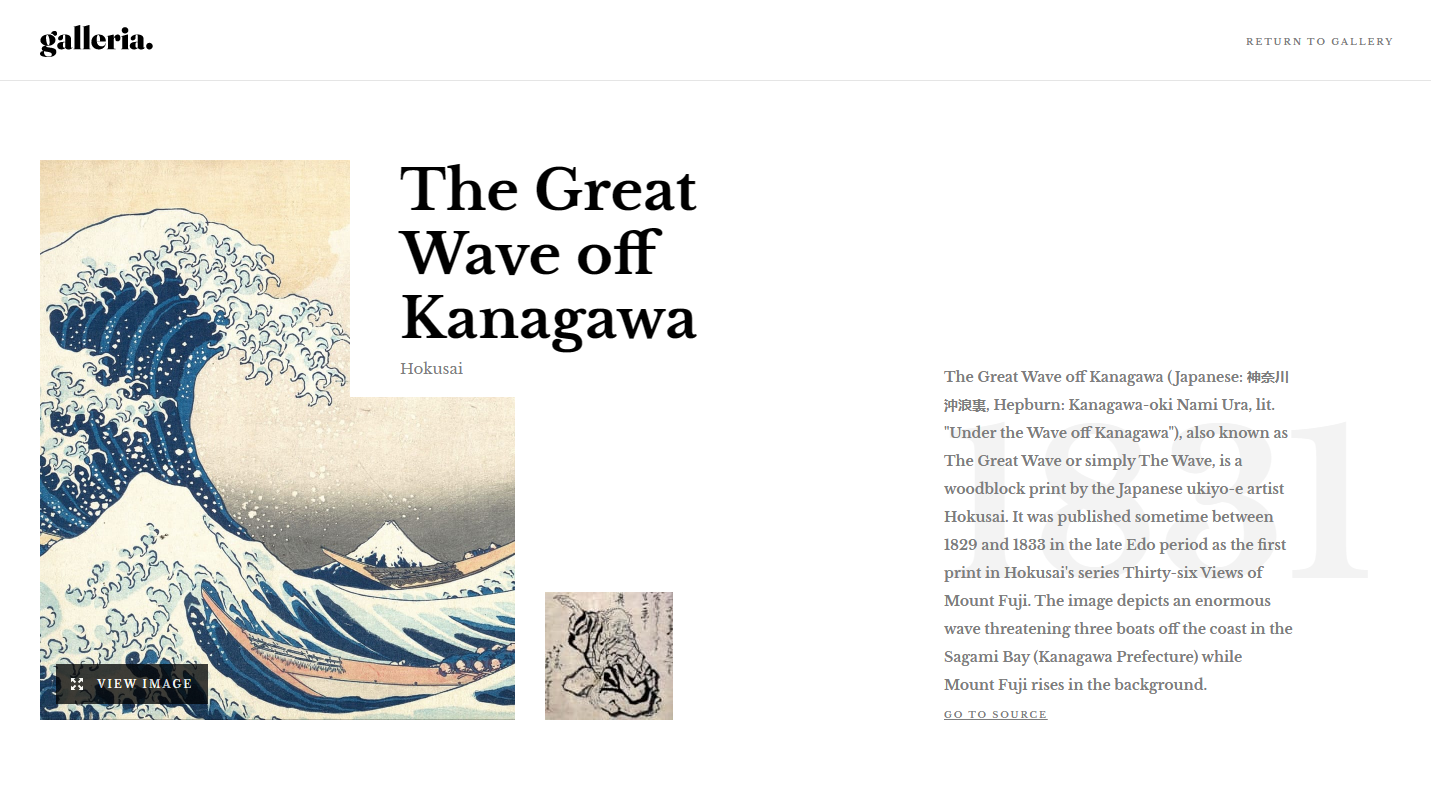 galleria.
RETURN TO GALLERY
The Great
Wave off
Kanagawa
Hokusai
VIEW IMAGE
1831
The Great Wave off Kanagawa (Japanese: 神奈川
沖浪裏, Hepburn: Kanagawa-oki Nami Ura, lit.
"Under the Wave off Kanagawa"), also known as
The Great Wave or simply The Wave, is a
woodblock print by the Japanese ukiyo-e artist
Hokusai. It was published sometime between
1829 and 1833 in the late Edo period as the first
print in Hokusai's series Thirty-six Views of
Mount Fuji. The image depicts an enormous
wave threatening three boats off the coast in the
Sagami Bay (Kanagawa Prefecture) while
Mount Fuji rises in the background.
GO TO SOURCE